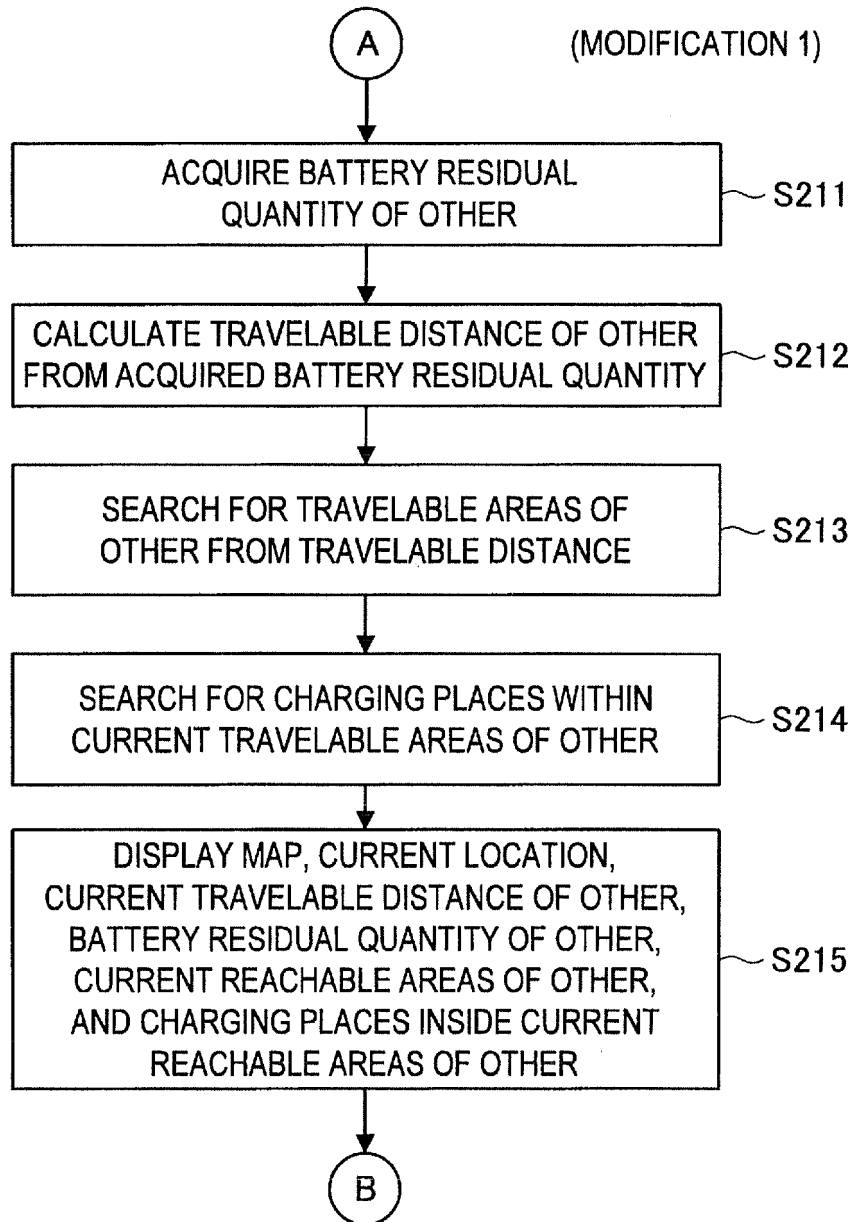 A
(MODIFICATION 1)
ACQUIRE BATTERY RESIDUAL
QUANTITY OF OTHER
S211
CALCULATE TRAVELABLE DISTANCE OF OTHER
FROM ACQUIRED BATTERY RESIDUAL QUANTITY
S212
SEARCH FOR TRAVELABLE AREAS OF
OTHER FROM TRAVELABLE DISTANCE
S213
SEARCH FOR CHARGING PLACES WITHIN
CURRENT TRAVELABLE AREAS OF OTHER
S214
DISPLAY MAP, CURRENT LOCATION,
CURRENT TRAVELABLE DISTANCE OF OTHER,
BATTERY RESIDUAL QUANTITY OF OTHER,
CURRENT REACHABLE AREAS OF OTHER,
AND CHARGING PLACES INSIDE CURRENT
REACHABLE AREAS OF OTHER
S215
B